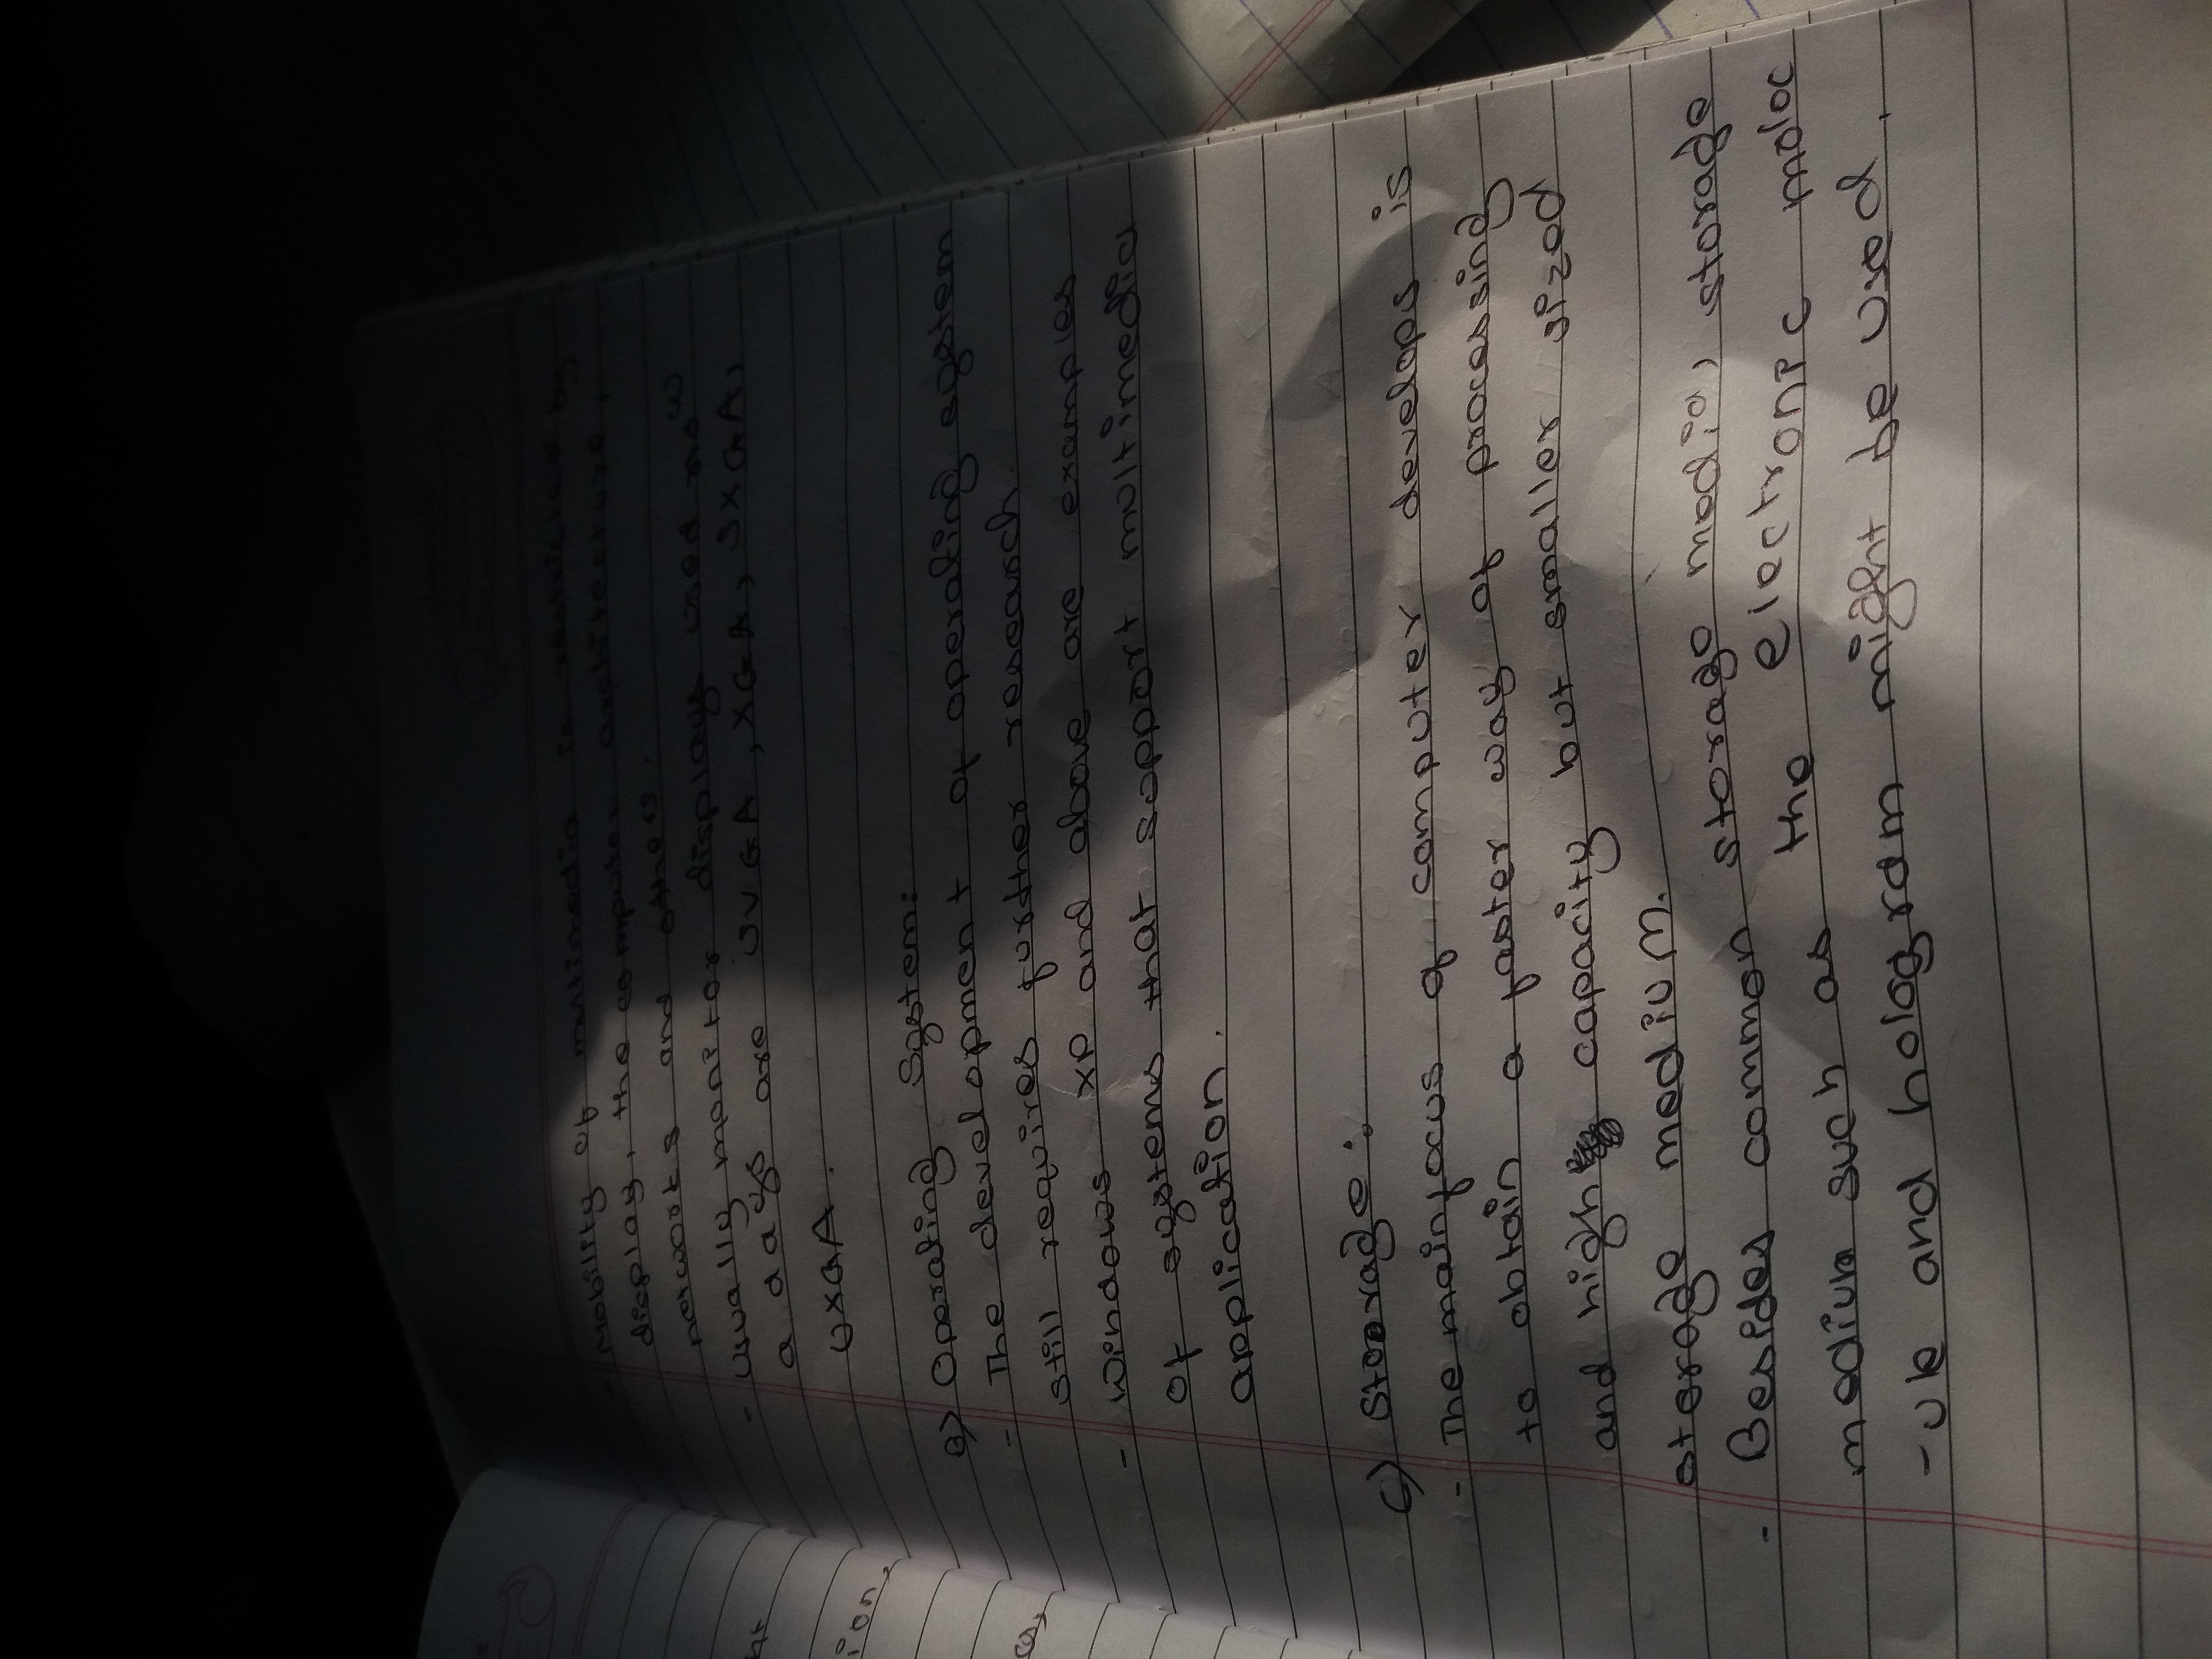 - Mobility of multimedia is restricted by
display, the computer architecture,
networks and others.
- Usually monitor displays used now
a days are SVGA, XGA, SXGA,
UXGA.
B) Operating System:
- The development of operating system
still requires further research.
- Windows XP and above are examples
of systems that support multimedia
application.
C) Storage:
- The mainfocus of computer develops is
to obtain a faster way of processing
and high capacity but smaller sized
storage medium.
- Besides common storage media, storage
medium such as the electronic molec
-ule and hologram might be used.
ion,